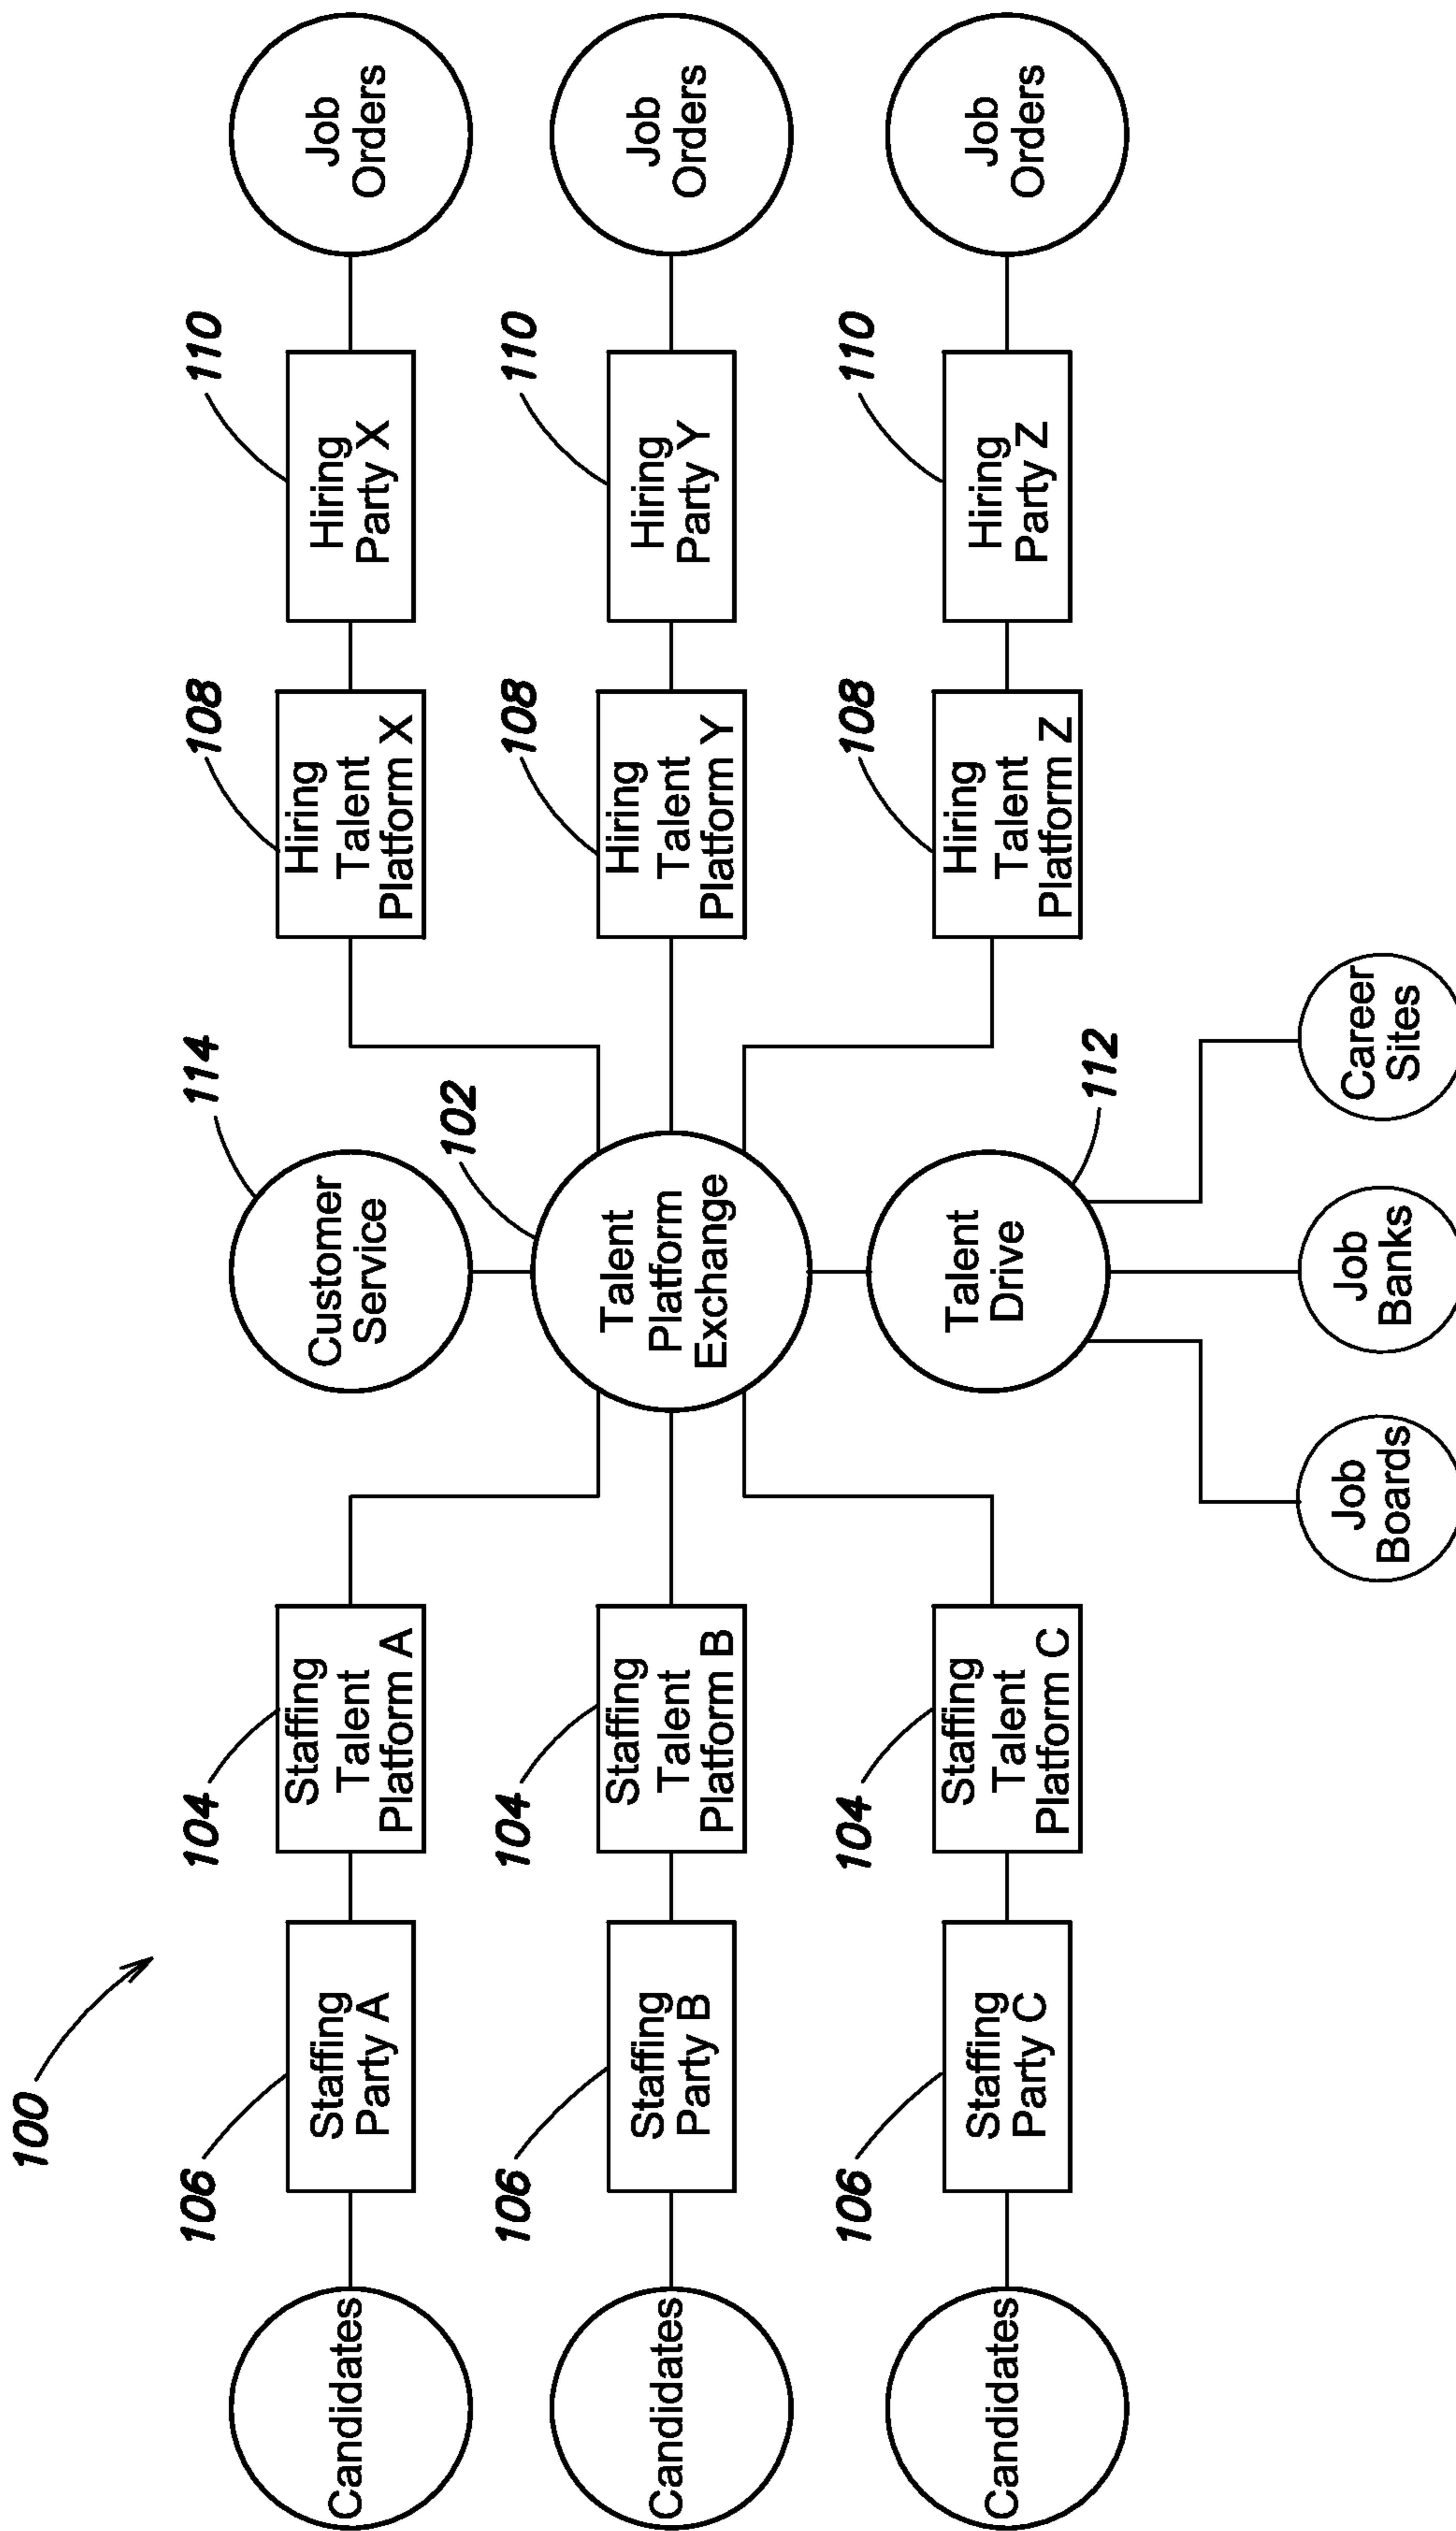 100
106
104
114
108
110
Candidates
Staffing
Party A
Staffing
Talent
Platform A
Customer
Service
Hiring
Talent
Platform X
Hiring
Party X
Job
Orders
106
104
102
108
110
Candidates
Staffing
Party B
Staffing
Talent
Platform B
Talent
Platform
Exchange
Hiring
Talent
Platform Y
Hiring
Party Y
Job
Orders
106
104
108
110
Candidates
Staffing
Party C
Staffing
Talent
Platform C
Talent
Drive
Hiring
Talent
Platform Z
Hiring
Party Z
Job
Orders
112
Job
Boards
Job
Banks
Career
Sites